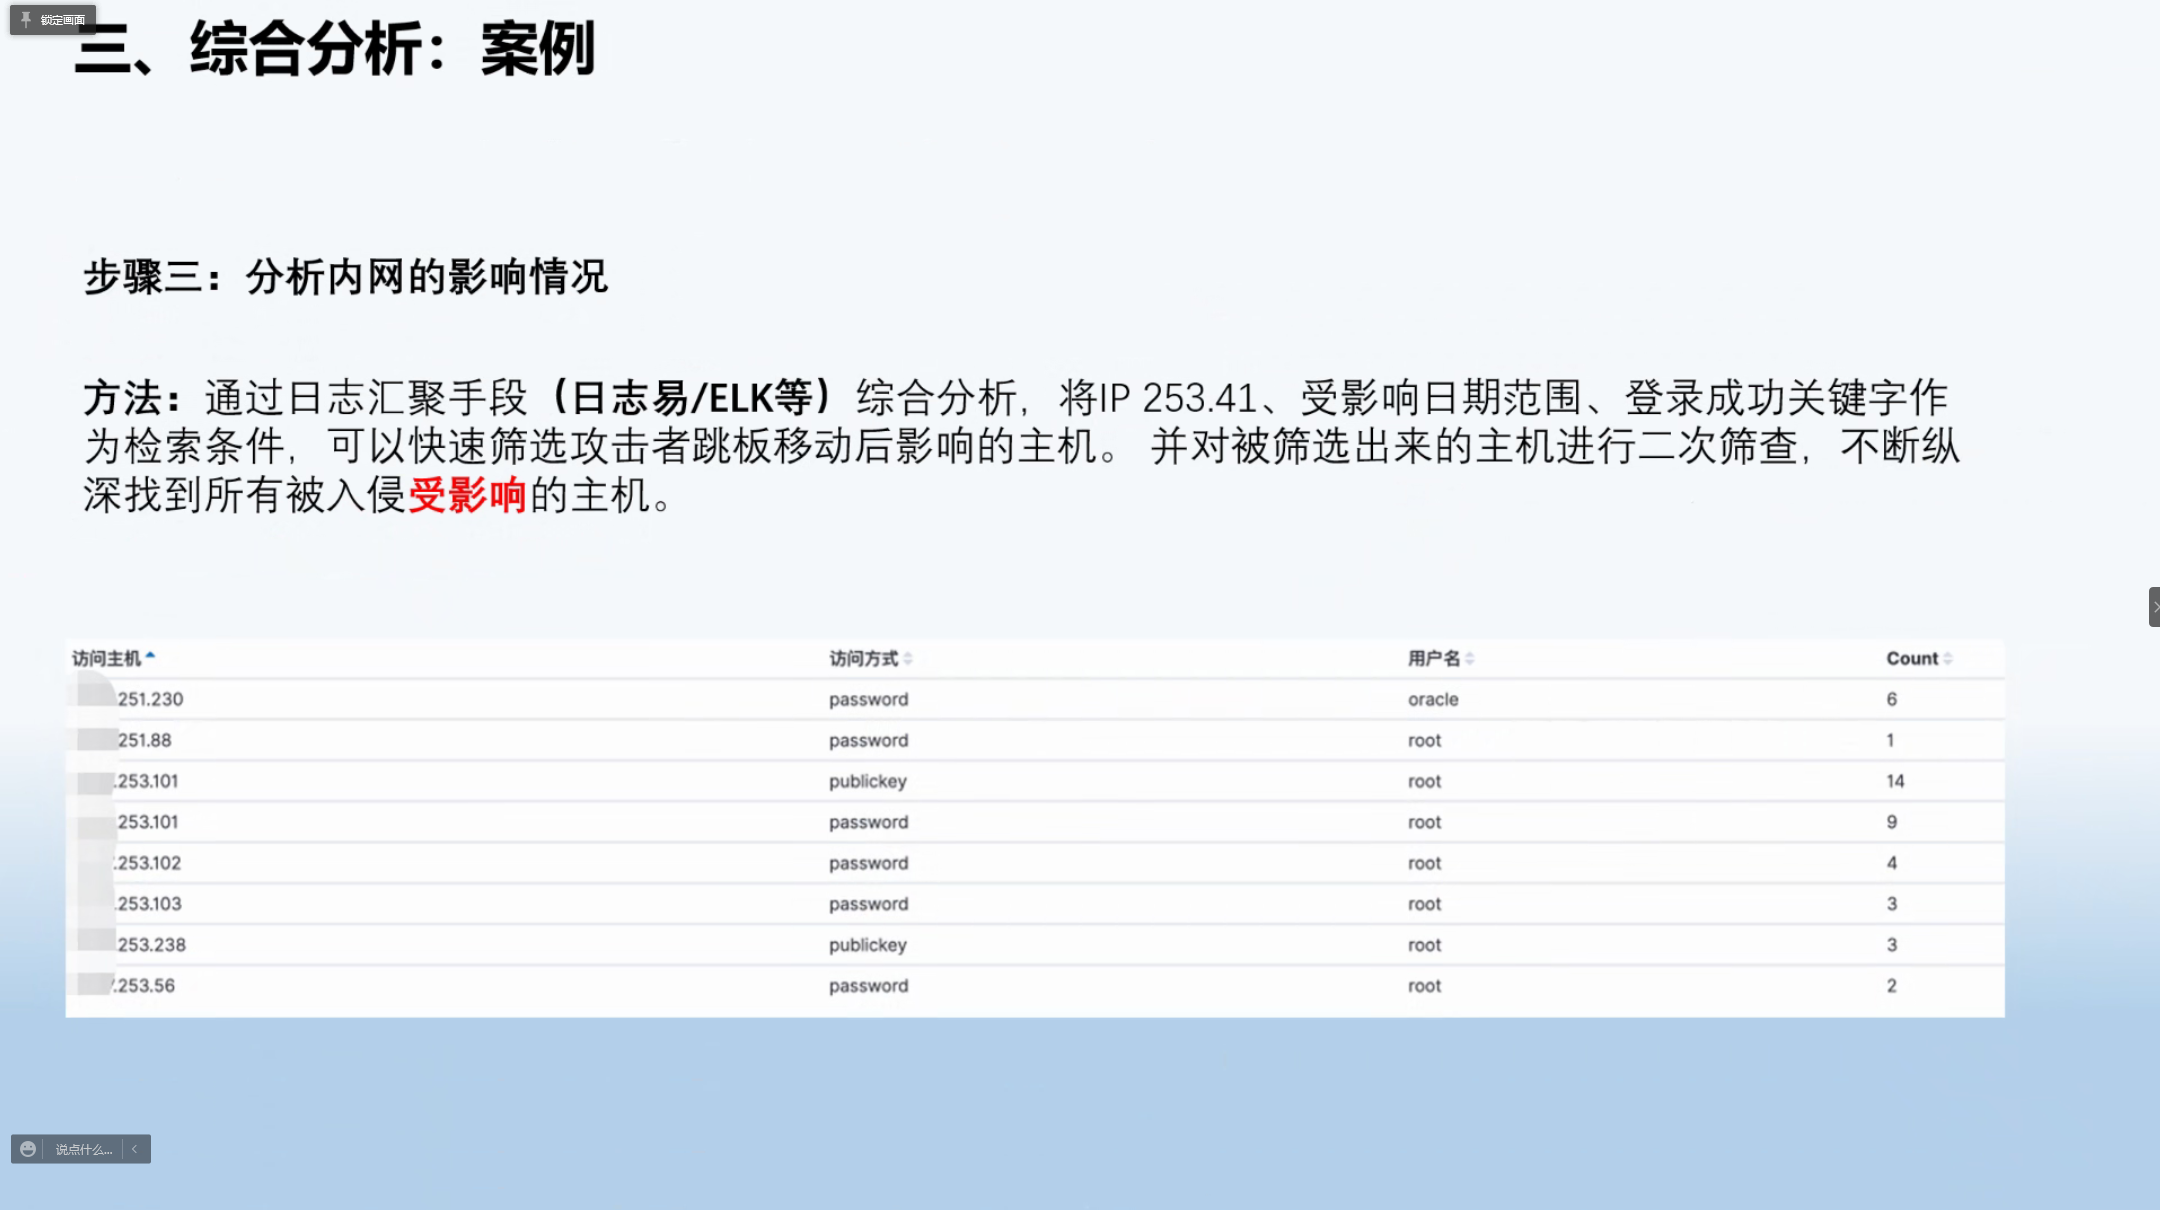 锁定画面
三、综合分析：案例
步骤三：分析内网的影响情况
方法：通过日志汇聚手段（日志易/ELK等）综合分析，将IP 253.41、受影响日期范围、登录成功关键字作
为检索条件，可以快速筛选攻击者跳板移动后影响的主机。 并对被筛选出来的主机进行二次筛查，不断纵
深找到所有被入侵受影响的主机。
访问主机 访问方式 用户名 Count
251.230 password oracle 6
251.88 password root 1
.253.101 publickey root 14
253.101 password root 9
.253.102 password root 4
.253.103 password root 3
253.238 publickey root 3
.253.56 password root 2
说点什么...